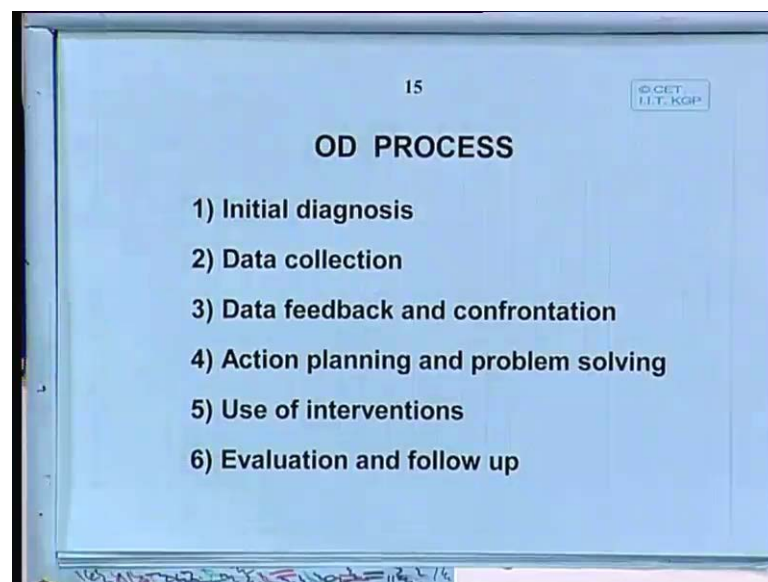 15
© CET
I.I.T. KGP
OD PROCESS
1) Initial diagnosis
2) Data collection
3) Data feedback and confrontation
4) Action planning and problem solving
5) Use of interventions
6) Evaluation and follow up